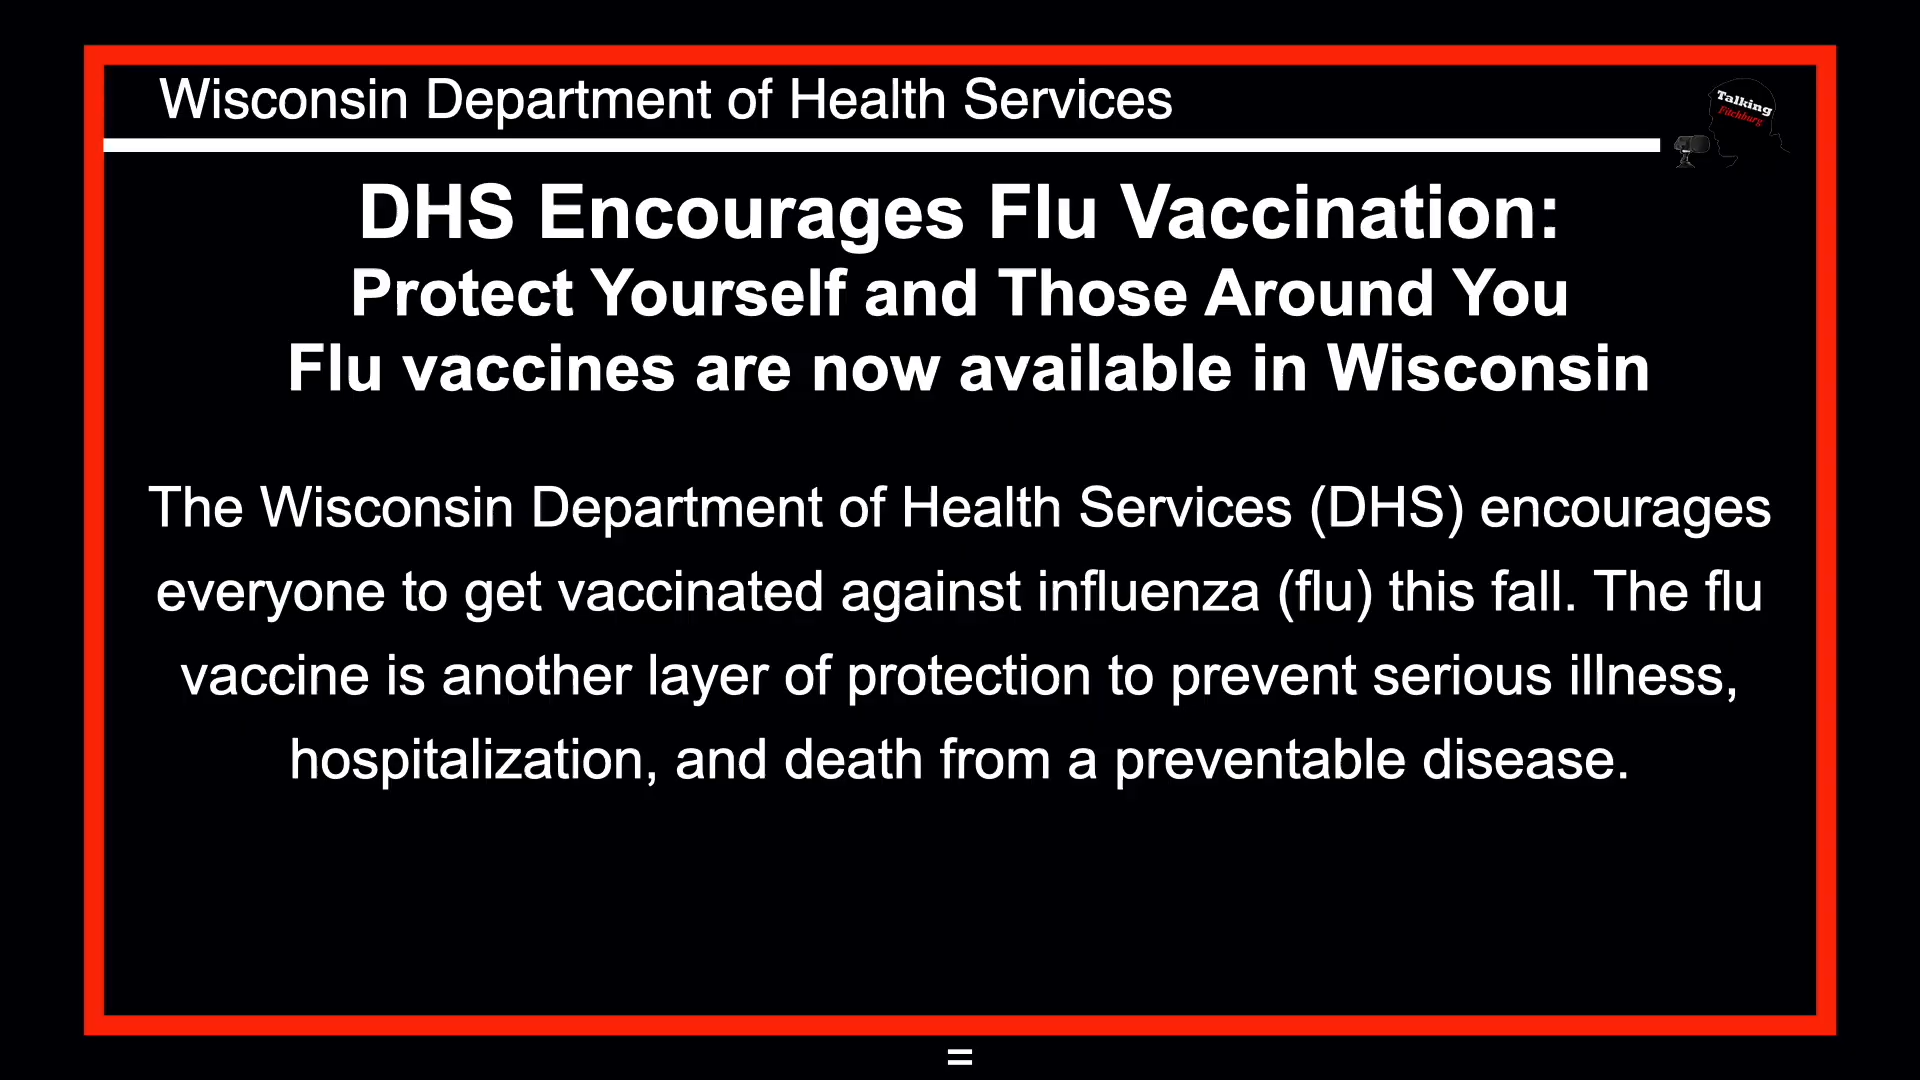 Wisconsin Department of Health Services
Talking
Fitchburg
DHS Encourages Flu Vaccination:
Protect Yourself and Those Around You
Flu vaccines are now available in Wisconsin
The Wisconsin Department of Health Services (DHS) encourages
everyone to get vaccinated against influenza (flu) this fall. The flu
vaccine is another layer of protection to prevent serious illness,
hospitalization, and death from a preventable disease.
=